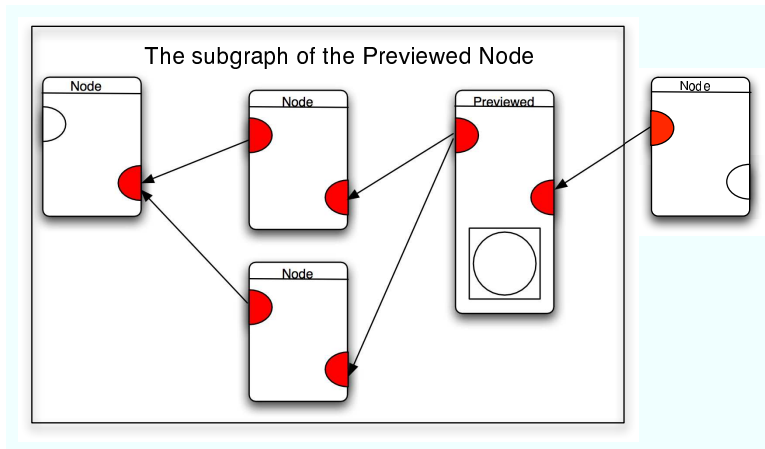 The subgraph of the Previewed Node
Node
Node
Previewed
Node
Node